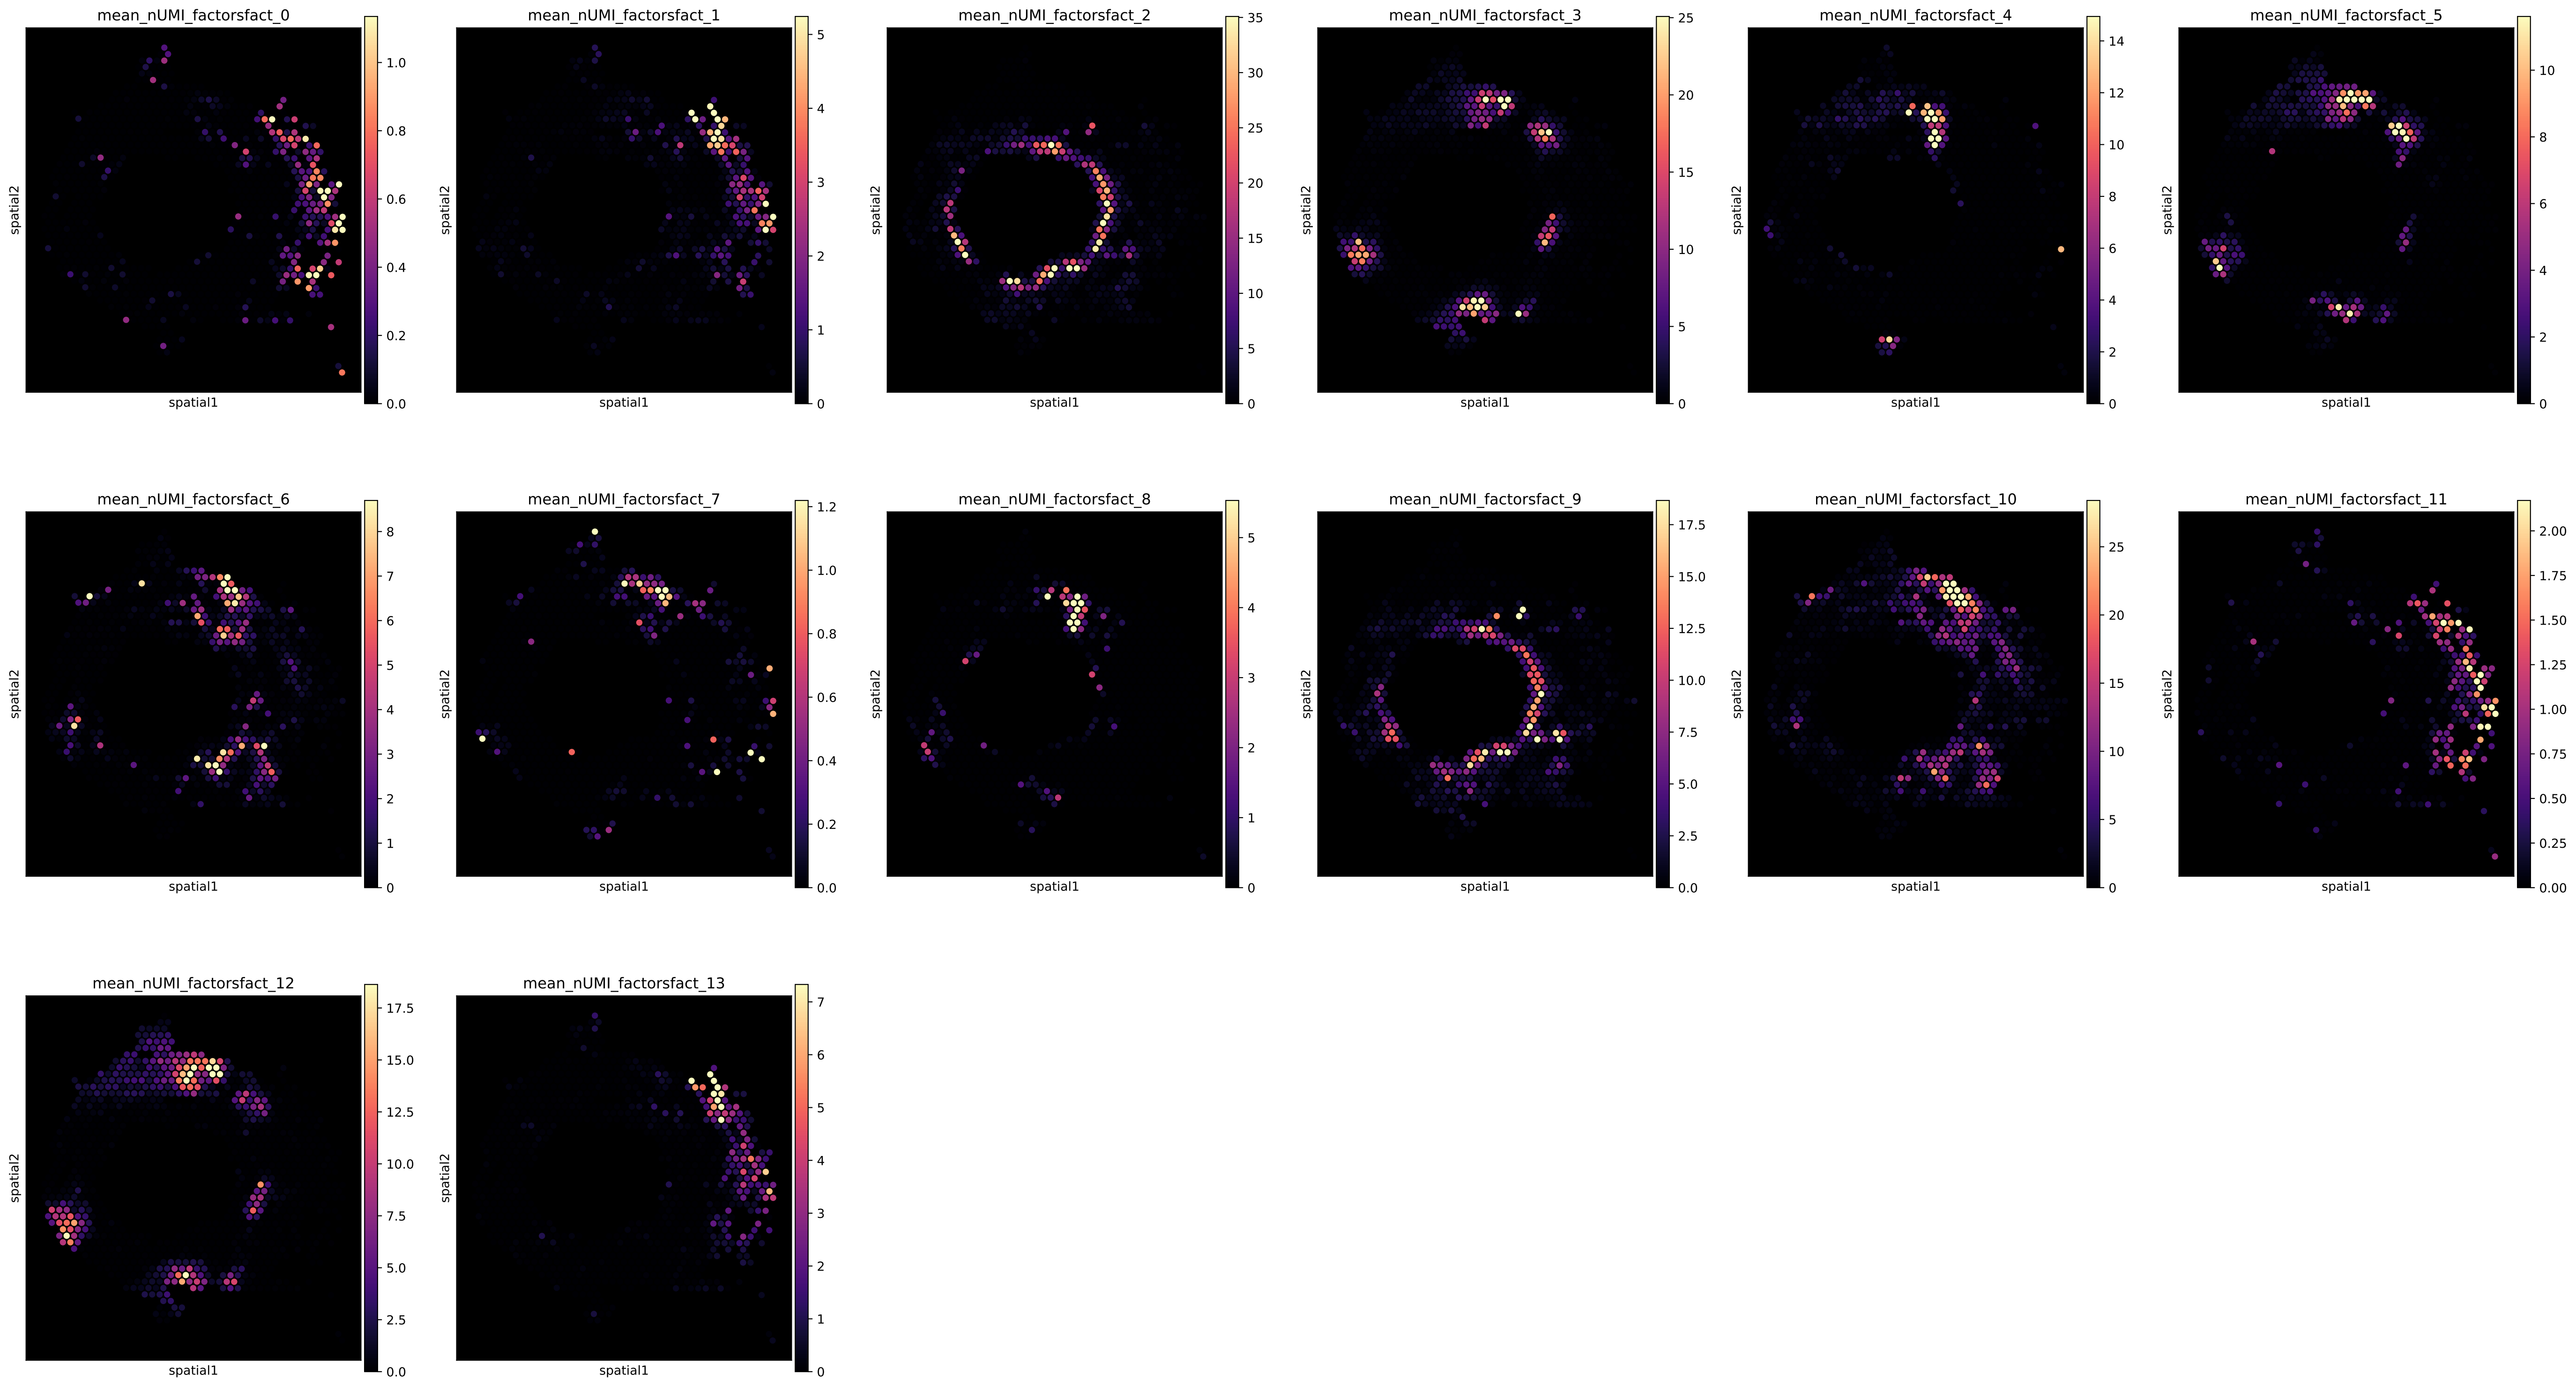 mean_nUMI_factorsfact_0
1.0
0.8
0.6
0.4
0.2
0.0
spatial2
spatial1
mean_nUMI_factorsfact_1
5
4
3
2
1
0
spatial2
spatial1
mean_nUMI_factorsfact_2
35
30
25
20
15
10
5
0
spatial2
spatial1
mean_nUMI_factorsfact_3
25
20
15
10
5
0
spatial2
spatial1
mean_nUMI_factorsfact_4
14
12
10
8
6
4
2
0
spatial2
spatial1
mean_nUMI_factorsfact_5
10
8
6
4
2
0
spatial2
spatial1
mean_nUMI_factorsfact_6
8
7
6
5
4
3
2
1
0
spatial2
spatial1
mean_nUMI_factorsfact_7
1.2
1.0
0.8
0.6
0.4
0.2
0.0
spatial2
spatial1
mean_nUMI_factorsfact_8
5
4
3
2
1
0
spatial2
spatial1
mean_nUMI_factorsfact_9
17.5
15.0
12.5
10.0
7.5
5.0
2.5
0.0
spatial2
spatial1
mean_nUMI_factorsfact_10
25
20
15
10
5
0
spatial2
spatial1
mean_nUMI_factorsfact_11
2.00
1.75
1.50
1.25
1.00
0.75
0.50
0.25
0.00
spatial2
spatial1
mean_nUMI_factorsfact_12
17.5
15.0
12.5
10.0
7.5
5.0
2.5
0.0
spatial2
spatial1
mean_nUMI_factorsfact_13
7
6
5
4
3
2
1
0
spatial2
spatial1